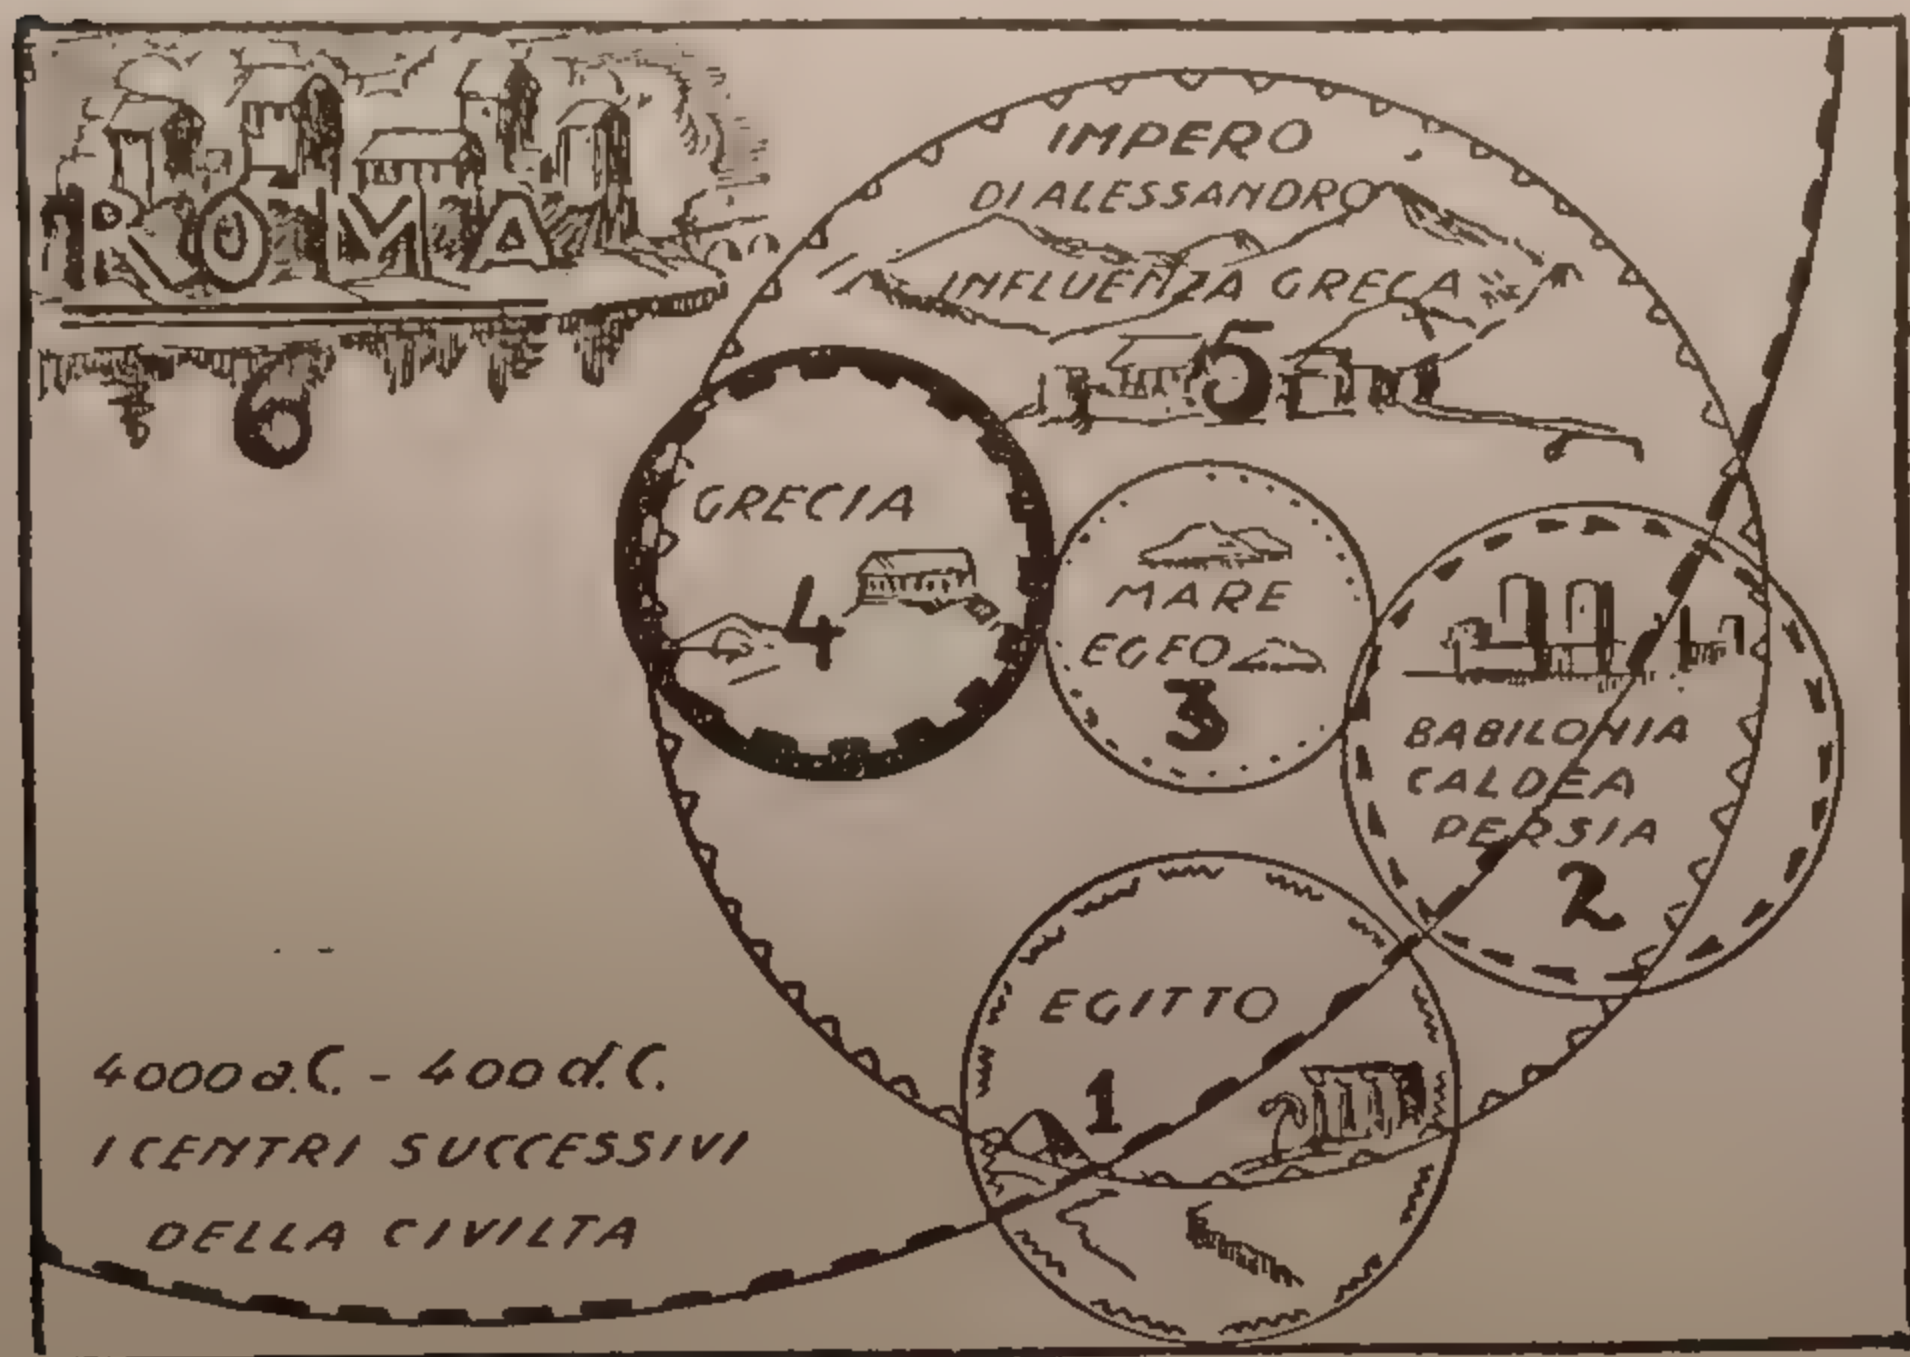 ROMA
6
IMPERO
DI ALESSANDRO
INFLUENZA GRECA
5
GRECIA
4
MARE
EGEO
3
BABILONIA
CALDEA
PERSIA
2
EGITTO
1
4000 a.C. - 400 d.C.
I CENTRI SUCCESSIVI
DELLA CIVILTA